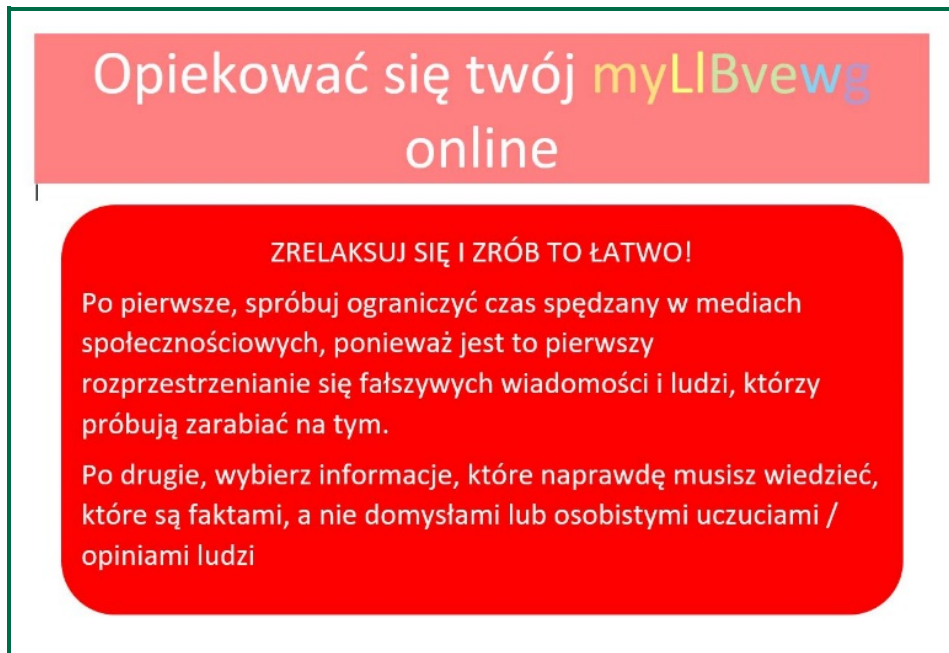 Opiekować się twój myLlBvewg
online
ZRELAKSUJ SIĘ I ZRÓB TO ŁATWO!
Po pierwsze, spróbuj ograniczyć czas spędzany w mediach
społecznościowych, ponieważ jest to pierwszy
rozprzestrzenianie się fałszywych wiadomości i ludzi, którzy
próbują zarabiać na tym.
Po drugie, wybierz informacje, które naprawdę musisz wiedzieć,
które są faktami, a nie domysłami lub osobistymi uczuciami /
opiniami ludzi